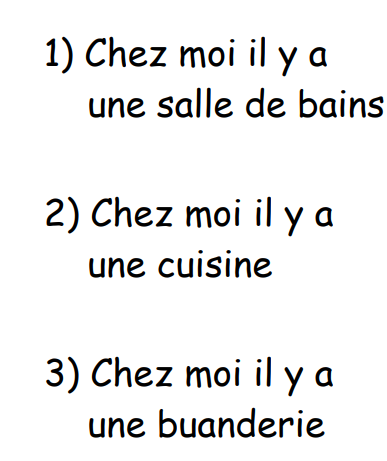 1) Chez moi il y a
une salle de bains
2) Chez moi il y a
une cuisine
3) Chez moi il y a
une buanderie